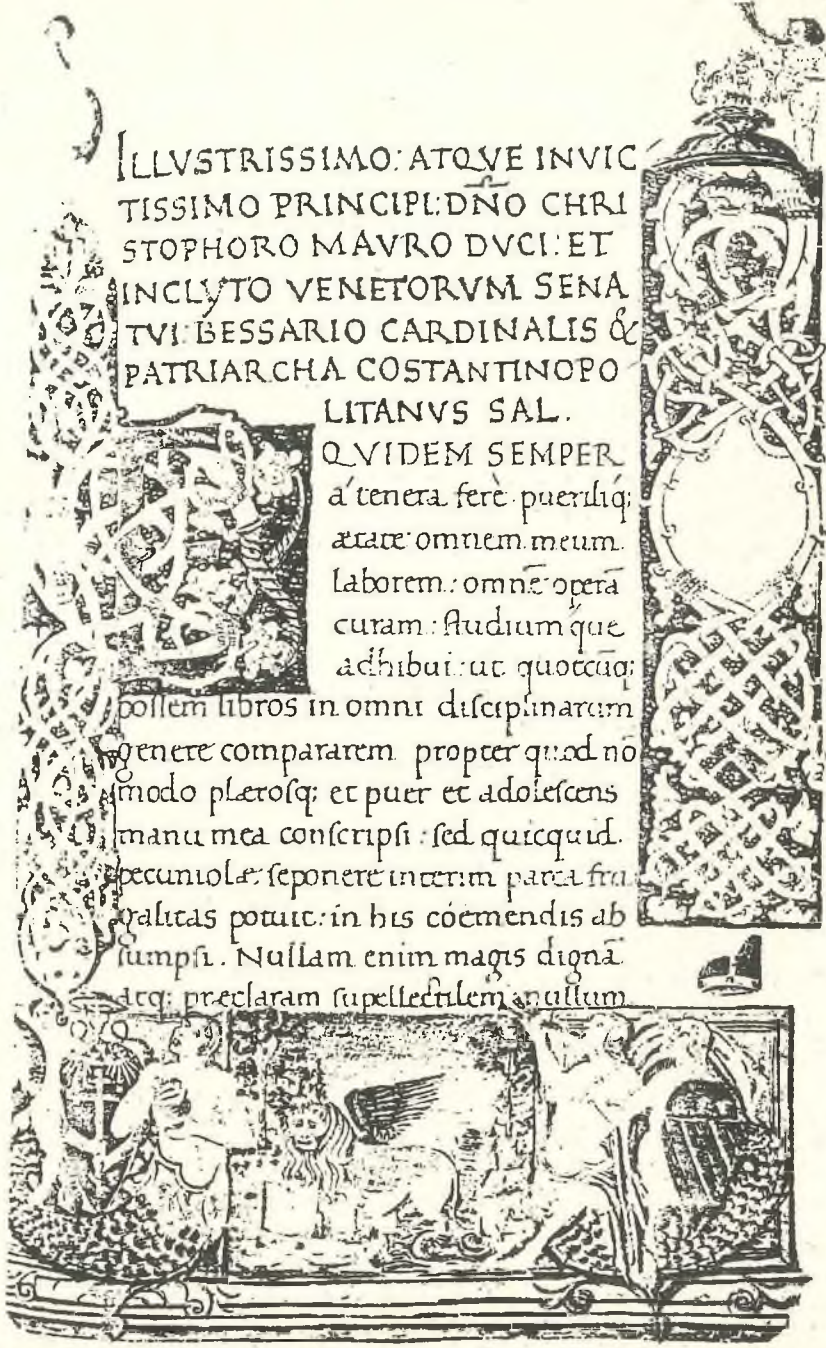 ILLVSTRISSIMO: ATQVE INVIC
TISSIMO PRINCIPI: DÑO CHRI
STOPHORO MAVRO DVCI: ET
INCLYTO VENETORVM SENA
TVI: BESSARIO CARDINALIS &
PATRIARCHA COSTANTINOPO
LITANVS SAL.
E QVIDEM SEMPER
a tenera fere pueriliq;
ætate omnem meum
laborem: omnē operā
curam: ſtudium que
adhibui: ut quotcūq;
poſſem libros in omni diſciplinarum
genere compararem propter quod nō
modo plæroſq; et puer et adoleſcens
manu mea conſcripſi: ſed quicquid
pecuniolæ ſeponere interim parca fru
galitas potuit: in his coemendis ab
ſumpſi. Nullam enim magis dignā
atq; præclaram ſupellectilem nullum